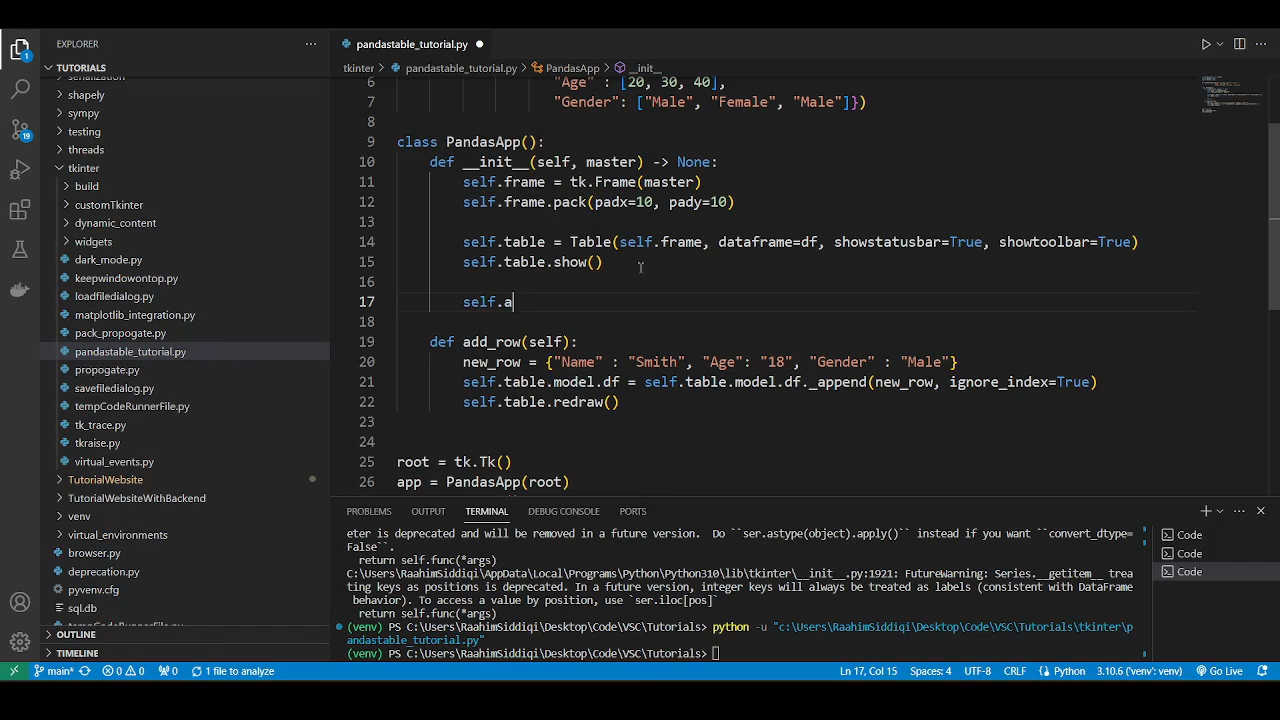 EXPLORER
TUTORIALS
serialization
shapely
sympy
testing
threads
tkinter
build
customTkinter
dynamic_content
widgets
dark_mode.py
keepwindowontop.py
loadfiledialog.py
matplotlib_integration.py
pack_propogate.py
pandastable_tutorial.py
propogate.py
savefiledialog.py
tempCodeRunnerFile.py
tk_trace.py
tkraise.py
virtual_events.py
TutorialWebsite
TutorialWebsiteWithBackend
venv
virtual_environments
browser.py
deprecation.py
pyvenv.cfg
sql.db
tempCodeRunnerFile.py
OUTLINE
TIMELINE
1
19
pandastable_tutorial.py
tkinter > pandastable_tutorial.py > PandasApp > __init__
6 "Age" : [20, 30, 40],
7 "Gender": ["Male", "Female", "Male"]})
8
9 class PandasApp():
10 def __init__(self, master) -> None:
11 self.frame = tk.Frame(master)
12 self.frame.pack(padx=10, pady=10)
13
14 self.table = Table(self.frame, dataframe=df, showstatusbar=True, showtoolbar=True)
15 self.table.show()
16
17 self.a
18
19 def add_row(self):
20 new_row = {"Name" : "Smith", "Age": "18", "Gender" : "Male"}
21 self.table.model.df = self.table.model.df._append(new_row, ignore_index=True)
22 self.table.redraw()
23
24
25 root = tk.Tk()
26 app = PandasApp(root)
PROBLEMS OUTPUT TERMINAL DEBUG CONSOLE PORTS
eter is deprecated and will be removed in a future version.  Do ``ser.astype(object).apply()`` instead if you want ``convert_dtype=
False``.
return self.func(*args)
C:\Users\RaahimSiddiqi\AppData\Local\Programs\Python\Python310\lib\tkinter\__init__.py:1921: FutureWarning: Series.__getitem__ trea
ting keys as positions is deprecated. In a future version, integer keys will always be treated as labels (consistent with DataFrame
behavior). To access a value by position, use `ser.iloc[pos]`
return self.func(*args)
(venv) PS C:\Users\RaahimSiddiqi\Desktop\Code\VSC\Tutorials> python -u "c:\Users\RaahimSiddiqi\Desktop\Code\VSC\Tutorials\tkinter\p
andastable_tutorial.py"
(venv) PS C:\Users\RaahimSiddiqi\Desktop\Code\VSC\Tutorials>
Code
Code
Code
main* 0 0 0 1 file to analyze Ln 17, Col 15 Spaces: 4 UTF-8 CRLF Python 3.10.6 ('venv': venv) Go Live